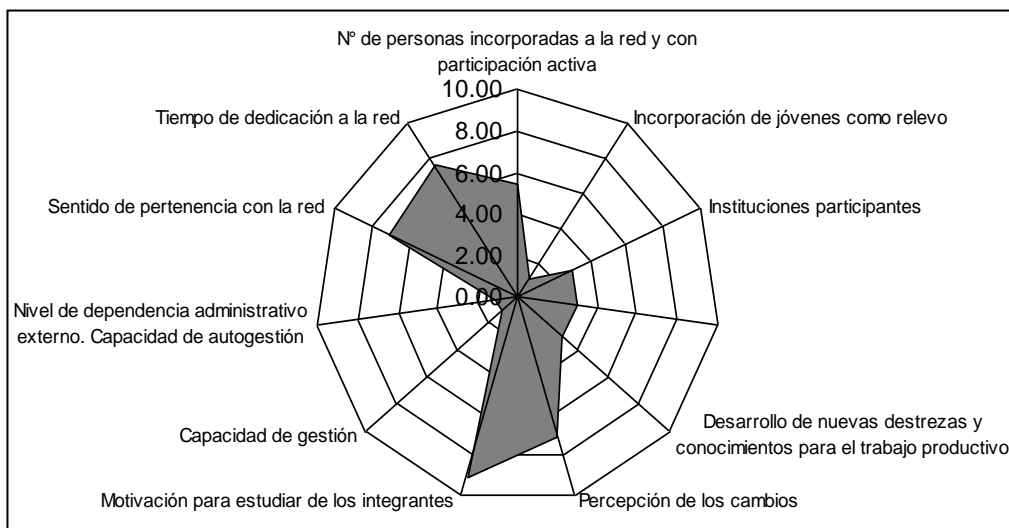 N° de personas incorporadas a la red y con
participación activa
10.00
8.00
6.00
4.00
2.00
0.00
Incorporación de jóvenes como relevo
Instituciones participantes
Desarrollo de nuevas destrezas y
conocimientos para el trabajo productivo
Percepción de los cambios
Motivación para estudiar de los integrantes
Capacidad de gestión
Nivel de dependencia administrativo
externo. Capacidad de autogestión
Sentido de pertenencia con la red
Tiempo de dedicación a la red